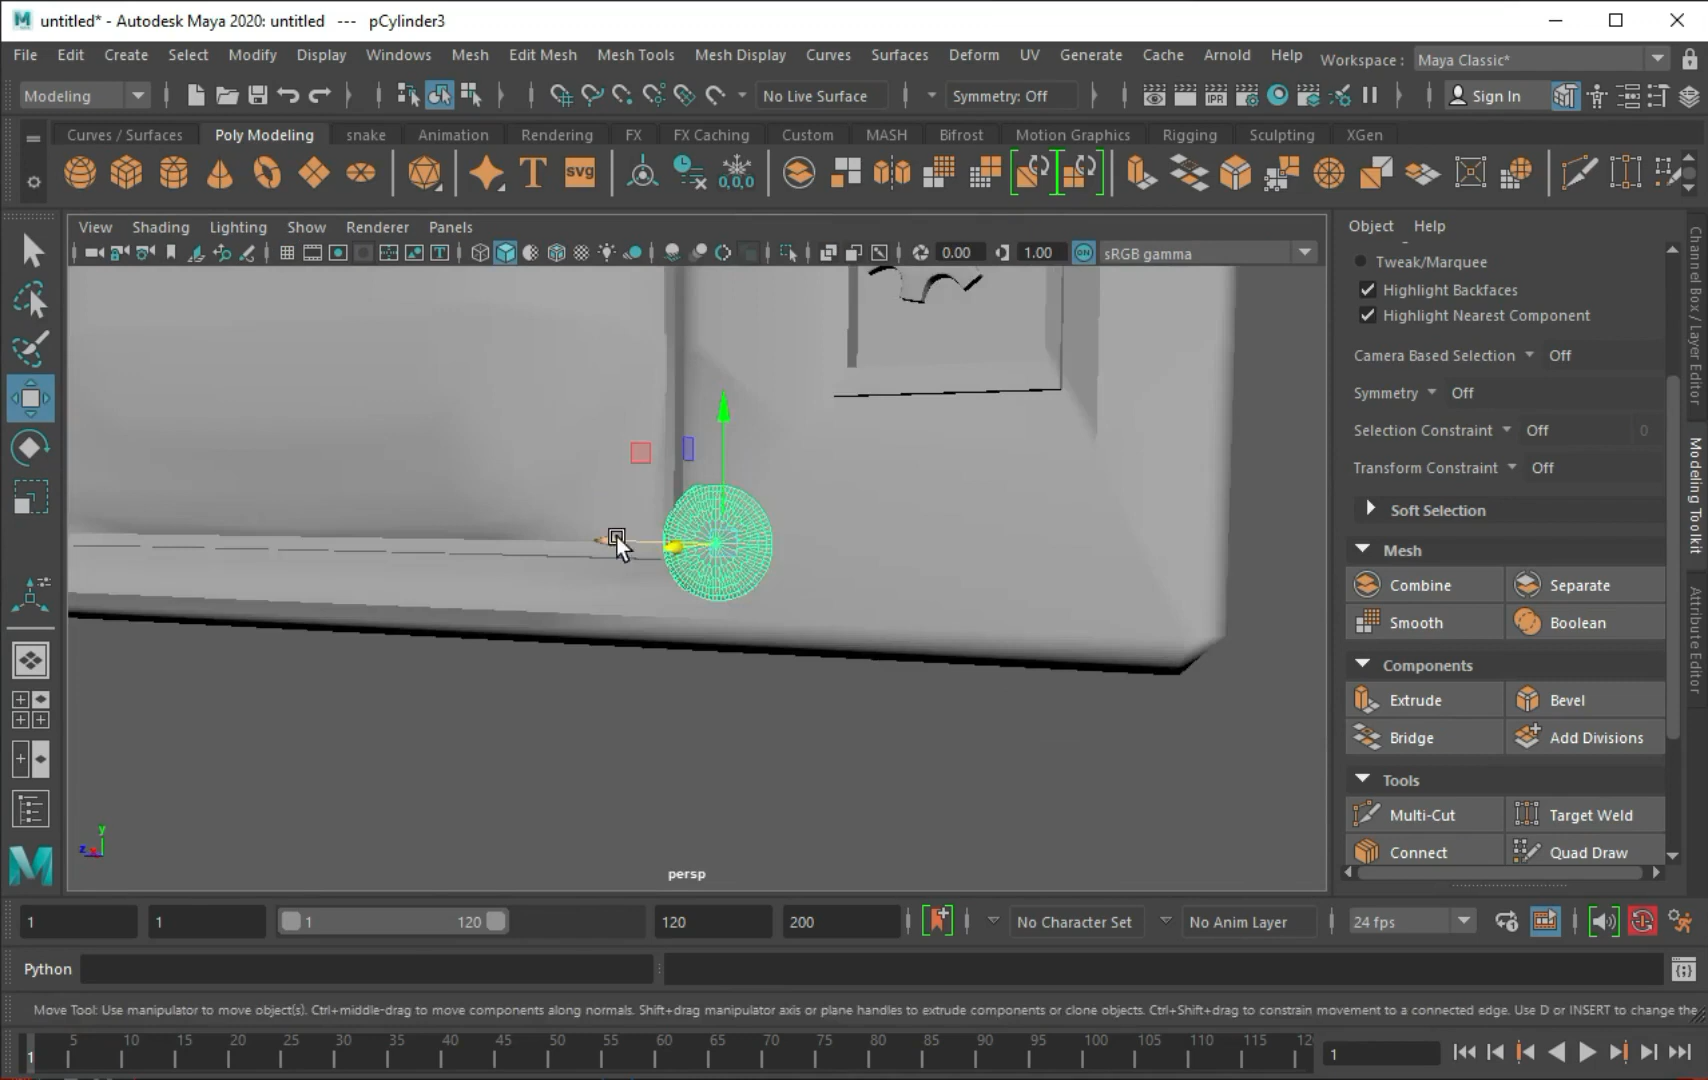 untitled* - Autodesk Maya 2020: untitled --- pCylinder3
File Edit Create Select Modify Display Windows Mesh Edit Mesh Mesh Tools Mesh Display Curves Surfaces Deform UV Generate Cache Arnold Help Workspace : Maya Classic*
Modeling No Live Surface Symmetry: Off Sign In
Curves / Surfaces Poly Modeling snake Animation Rendering FX FX Caching Custom MASH Bifrost Motion Graphics Rigging Sculpting XGen
T SVG 0,0,0
View Shading Lighting Show Renderer Panels
0.00 1.00 ON sRGB gamma
Object Help
Tweak/Marquee
Highlight Backfaces
Highlight Nearest Component
Camera Based Selection Off
Symmetry Off
Selection Constraint Off 0
Transform Constraint Off
Soft Selection
Mesh
Combine Separate
Smooth Boolean
Components
Extrude Bevel
Bridge Add Divisions
Tools
Multi-Cut Target Weld
Connect Quad Draw
Channel Box / Layer Editor
Modeling Toolkit
Attribute Editor
y
z x
persp
1 1 1 120 120 200 No Character Set No Anim Layer 24 fps
Python
Move Tool: Use manipulator to move object(s). Ctrl+middle-drag to move components along normals. Shift+drag manipulator axis or plane handles to extrude components or clone objects. Ctrl+Shift+drag to constrain movement to a connected edge. Use D or INSERT to change the
1 5 10 15 20 25 30 35 40 45 50 55 60 65 70 75 80 85 90 95 100 105 110 115 12 1